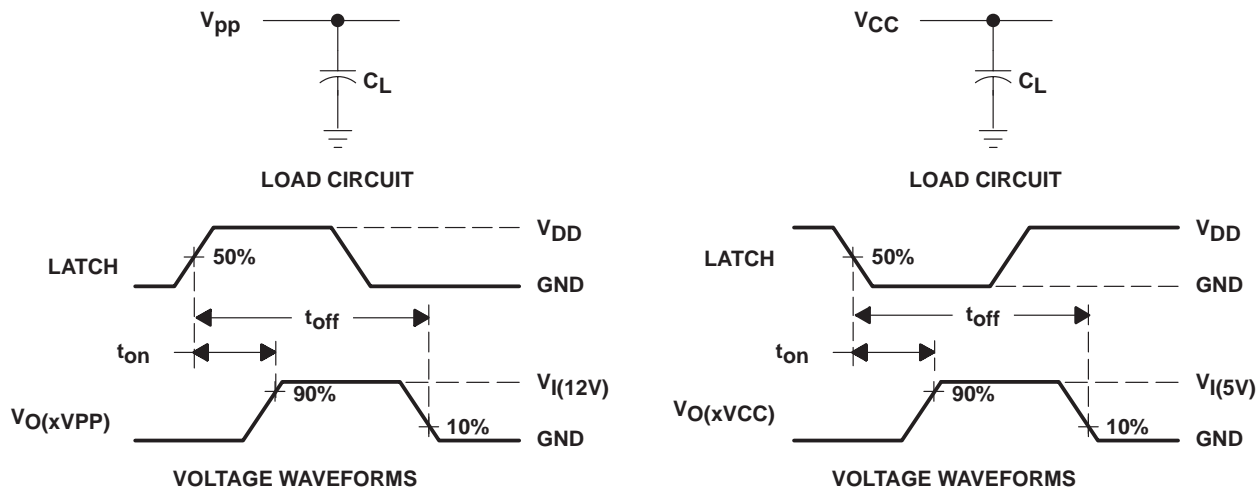 Vpp
CL
LOAD CIRCUIT
LATCH
50%
VDD
GND
toff
ton
VO(xVPP)
90%
10%
VI(12V)
GND
VOLTAGE WAVEFORMS
VCC
CL
LOAD CIRCUIT
LATCH
50%
VDD
GND
toff
ton
VO(xVCC)
90%
10%
VI(5V)
GND
VOLTAGE WAVEFORMS